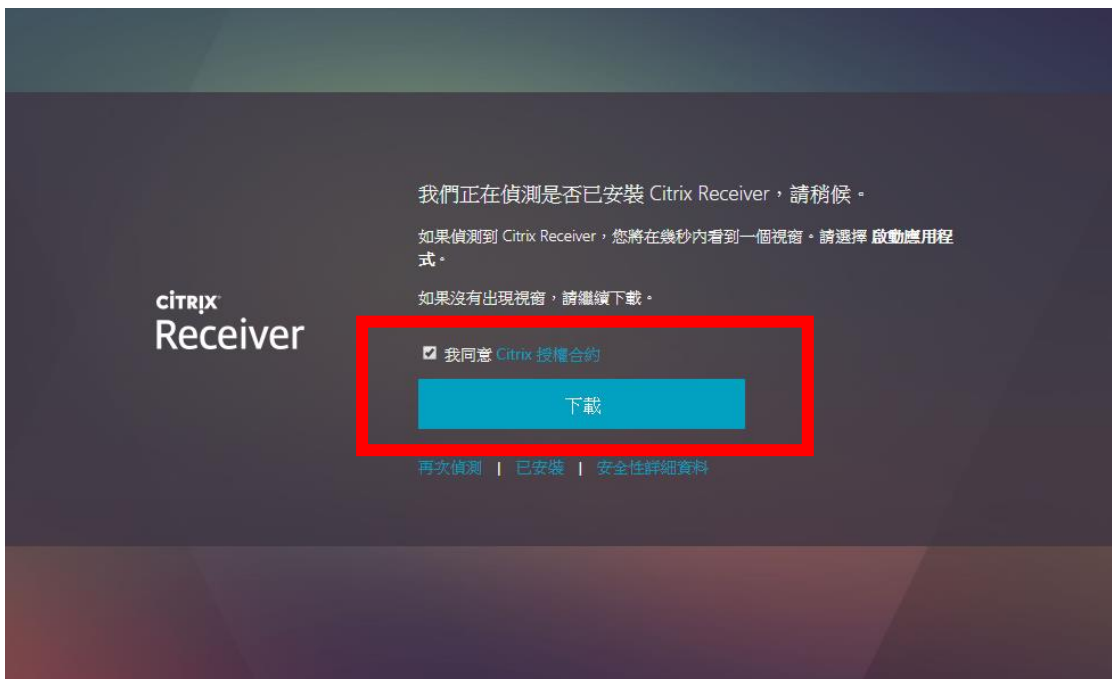 我們正在偵測是否已安裝 Citrix Receiver，請稍候。
如果偵測到 Citrix Receiver，您將在幾秒內看到一個視窗。請選擇 啟動應用程
式。
如果沒有出現視窗，請繼續下載。
CİTRIX
Receiver
我同意 Citrix 授權合約
下載
再次偵測 | 已安裝 | 安全性詳細資料